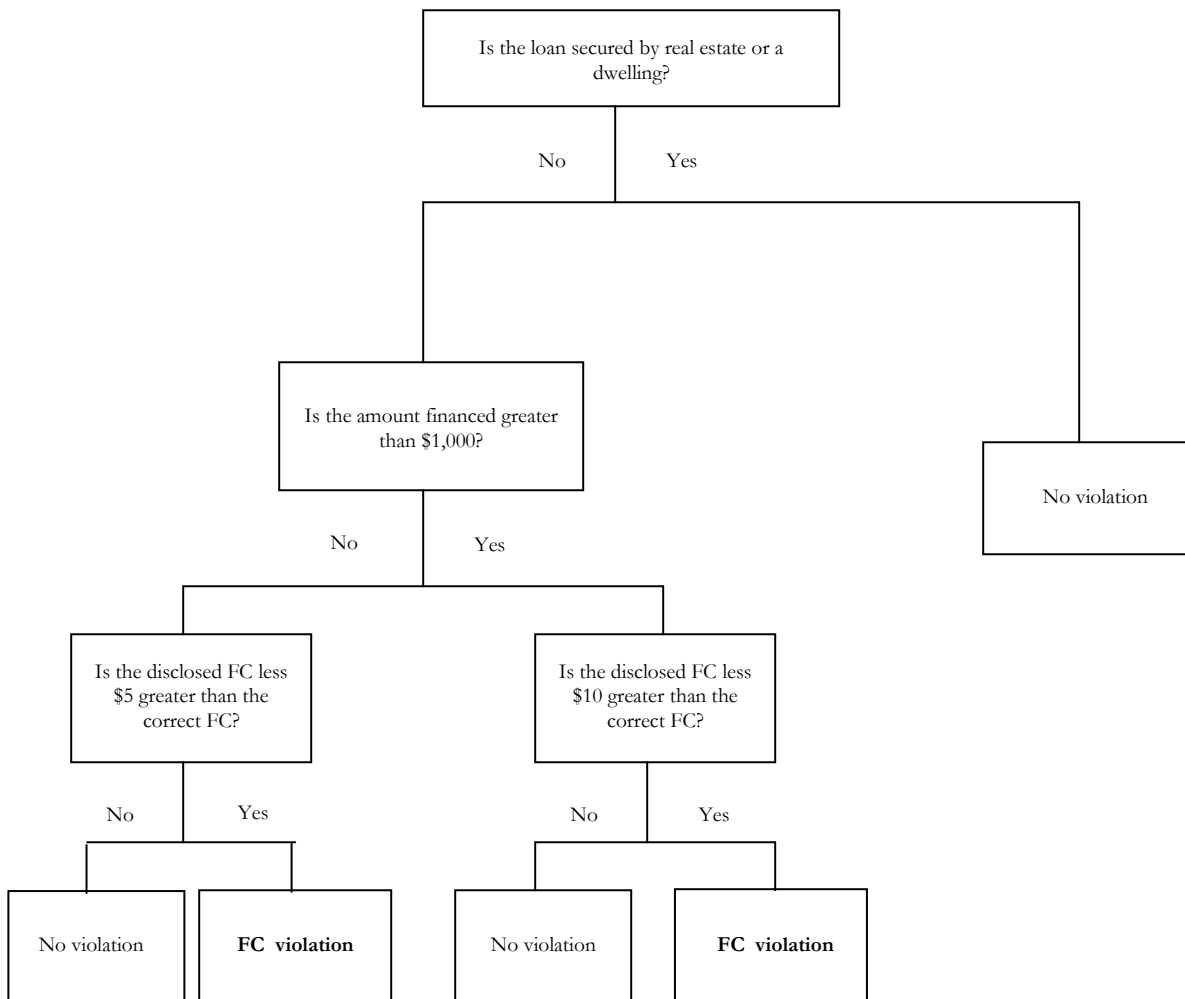 Is the loan secured by real estate or a
dwelling?
No
Yes
Is the amount financed greater
than $1,000?
No violation
No
Yes
Is the disclosed FC less
$5 greater than the
correct FC?
Is the disclosed FC less
$10 greater than the
correct FC?
No
Yes
No
Yes
No violation
FC violation
No violation
FC violation